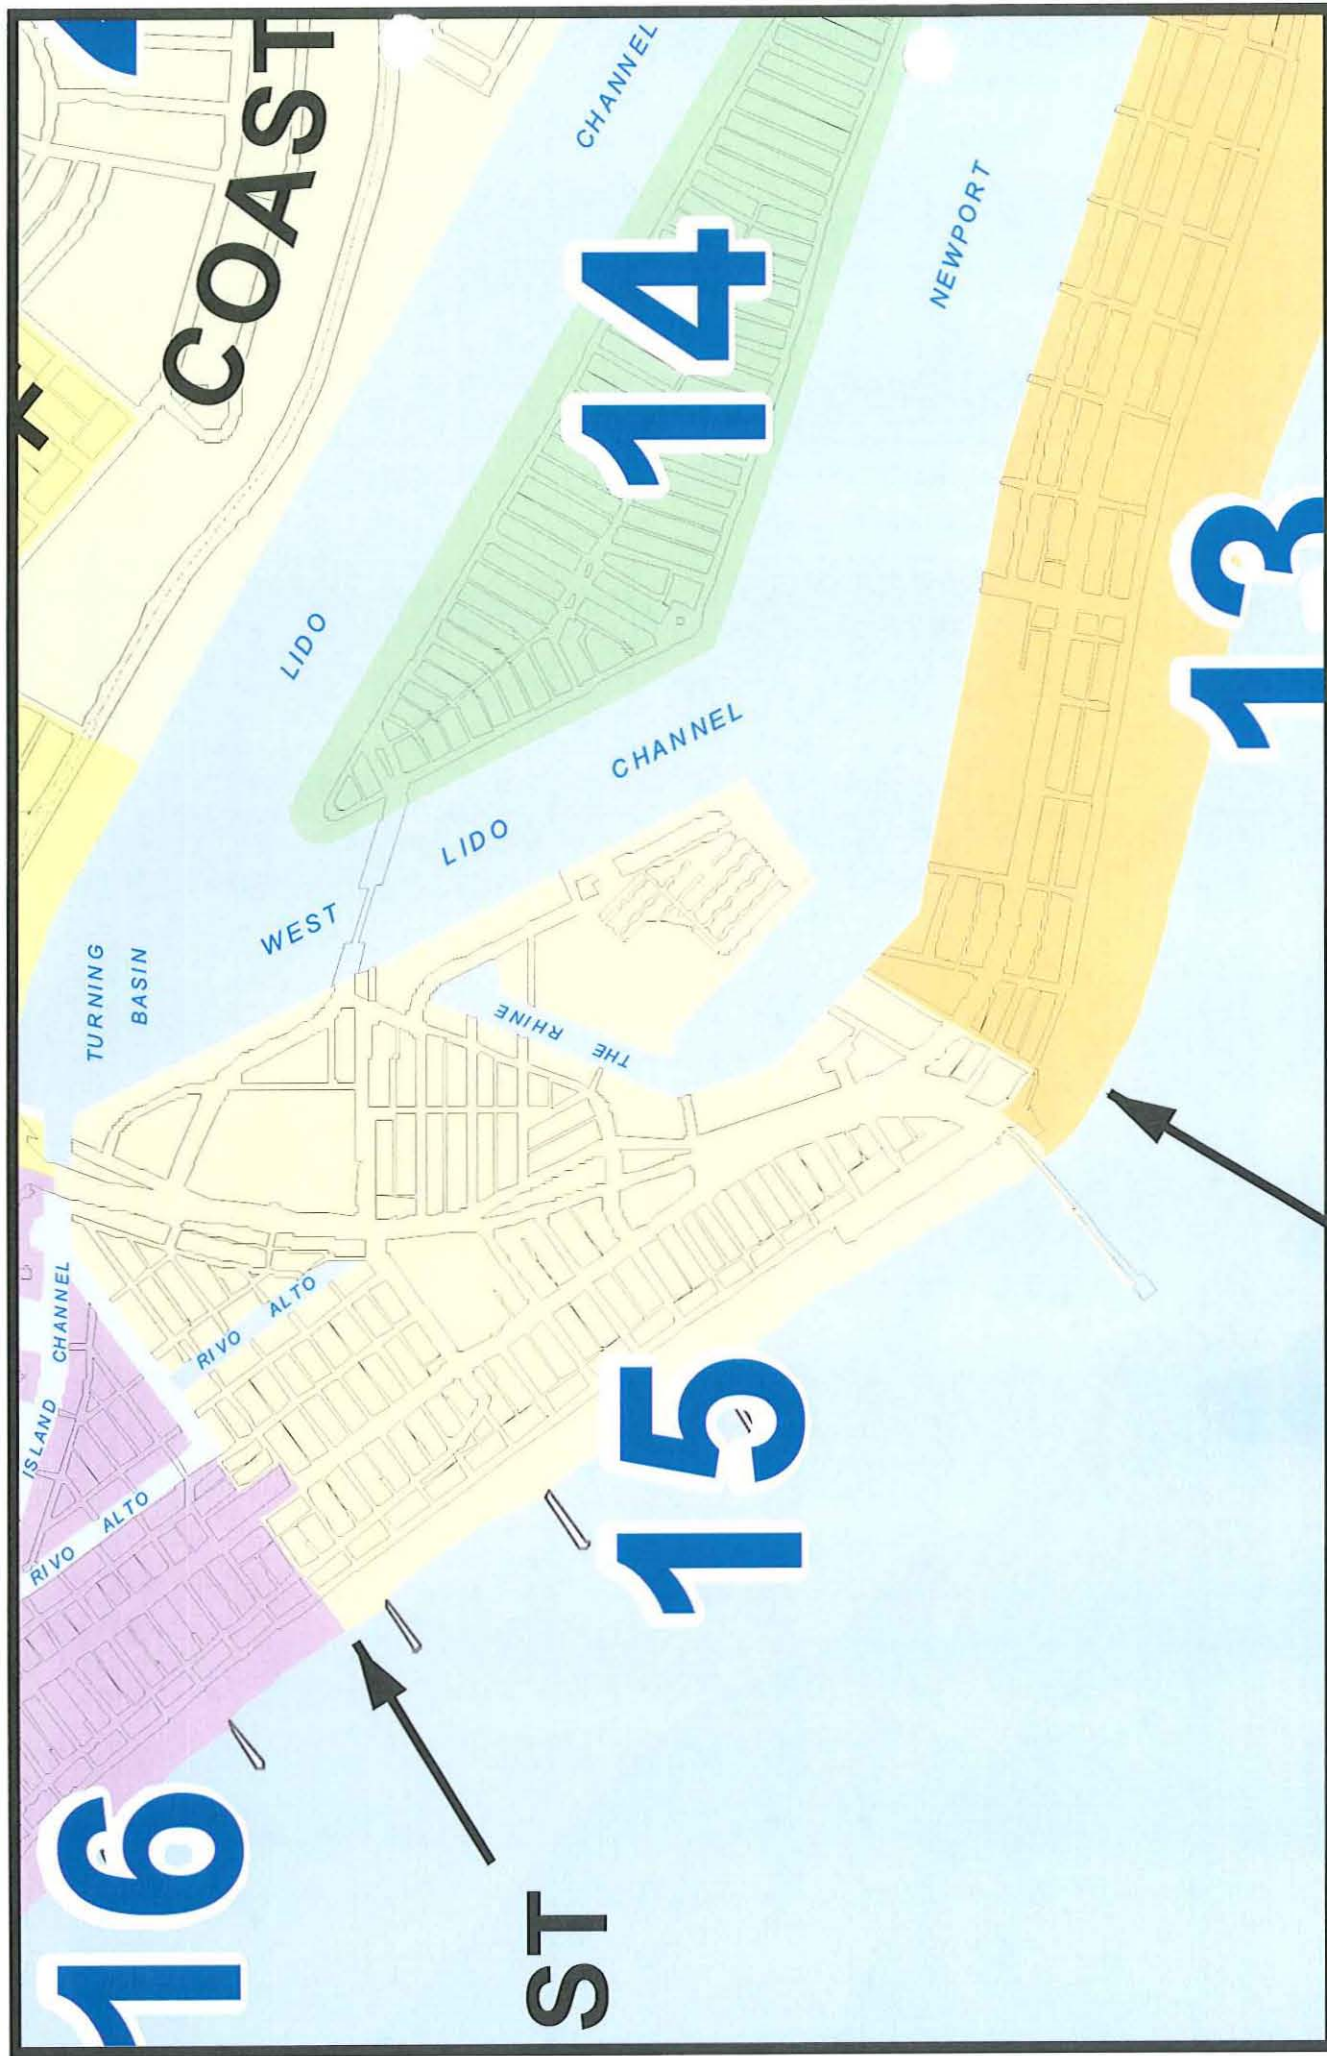 COAST
CHANNEL
LIDO
14
NEWPORT
13
CHANNEL
LIDO
WEST
TURNING
BASIN
THE RHINE
ISLAND CHANNEL
RIVO ALTO
RIVO ALTO
15
16
ST